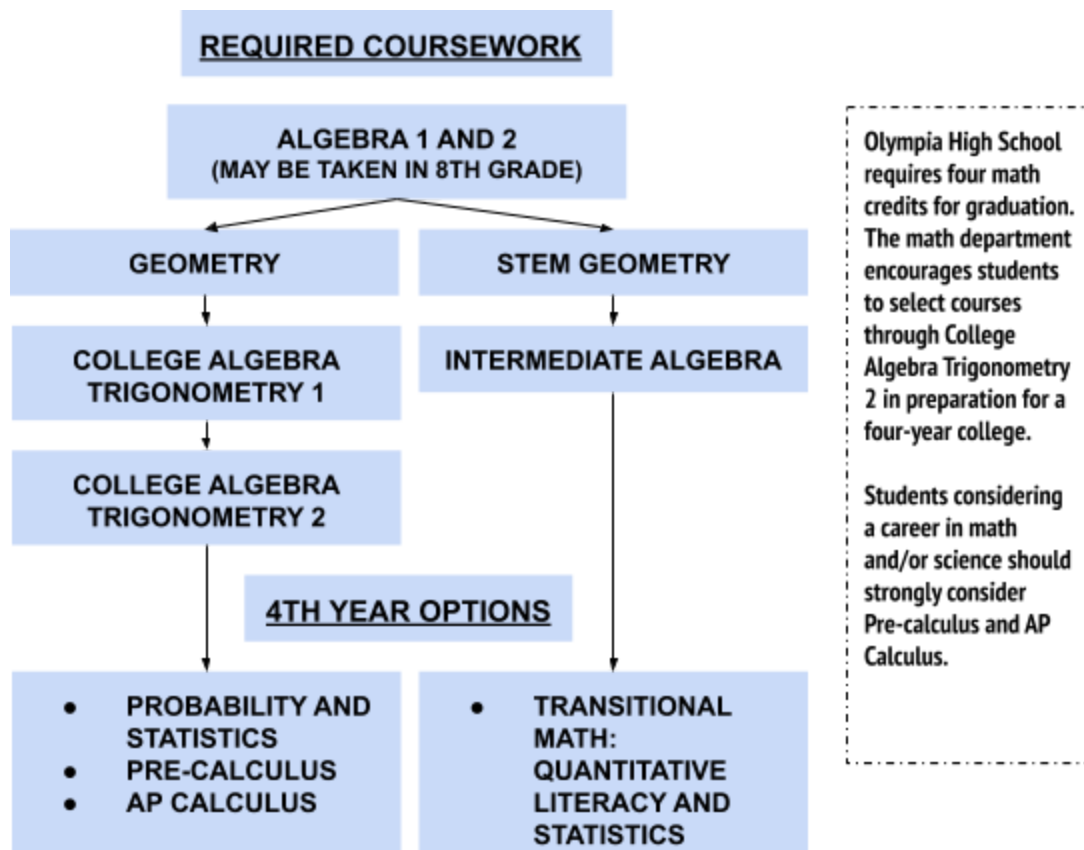 REQUIRED COURSEWORK
ALGEBRA 1 AND 2
(MAY BE TAKEN IN 8TH GRADE)
GEOMETRY
STEM GEOMETRY
COLLEGE ALGEBRA
TRIGONOMETRY 1
INTERMEDIATE ALGEBRA
COLLEGE ALGEBRA
TRIGONOMETRY 2
4TH YEAR OPTIONS
● PROBABILITY AND
STATISTICS
● PRE-CALCULUS
● AP CALCULUS
● TRANSITIONAL
MATH:
QUANTITATIVE
LITERACY AND
STATISTICS
Olympia High School
requires four math
credits for graduation.
The math department
encourages students
to select courses
through College
Algebra Trigonometry
2 in preparation for a
four-year college.
Students considering
a career in math
and/or science should
strongly consider
Pre-calculus and AP
Calculus.